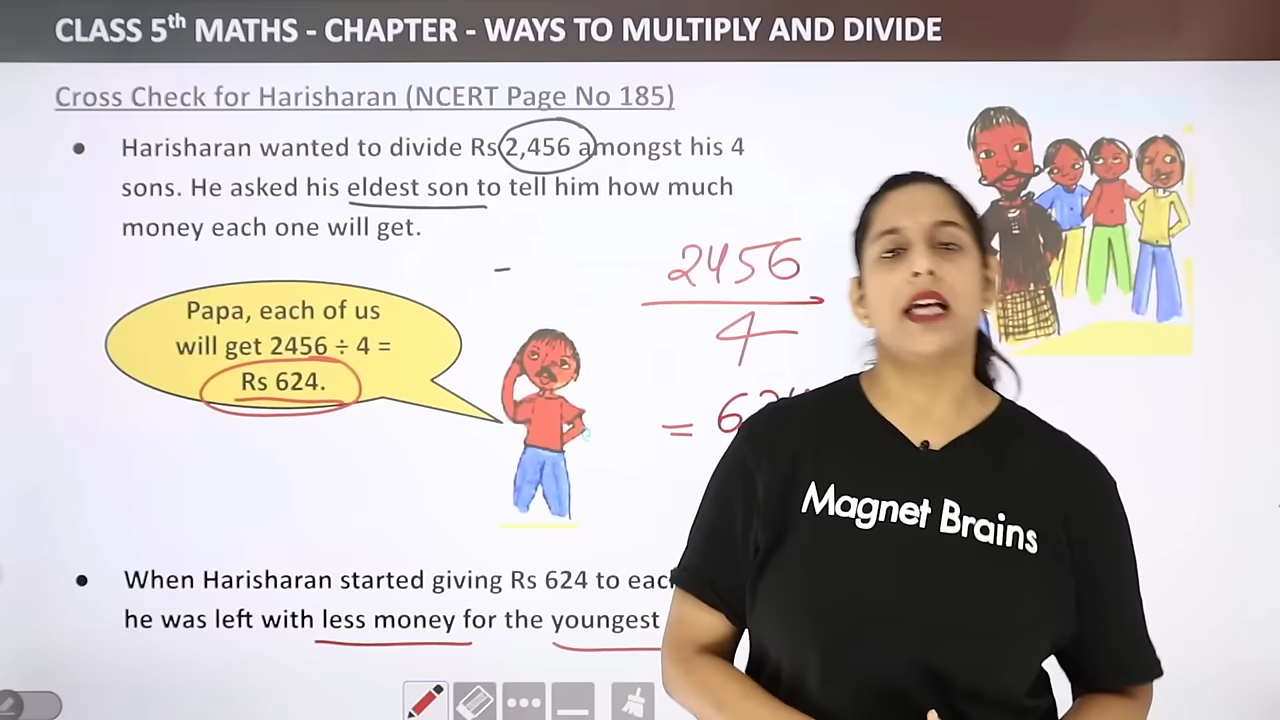 CLASS 5th MATHS - CHAPTER - WAYS TO MULTIPLY AND DIVIDE
Cross Check for Harisharan (NCERT Page No 185)
• Harisharan wanted to divide Rs 2,456 amongst his 4
sons. He asked his eldest son to tell him how much
money each one will get.
Papa, each of us
will get 2456 ÷ 4 =
Rs 624.
2456
4
= 624
• When Harisharan started giving Rs 624 to each
he was left with less money for the youngest
Magnet Brains